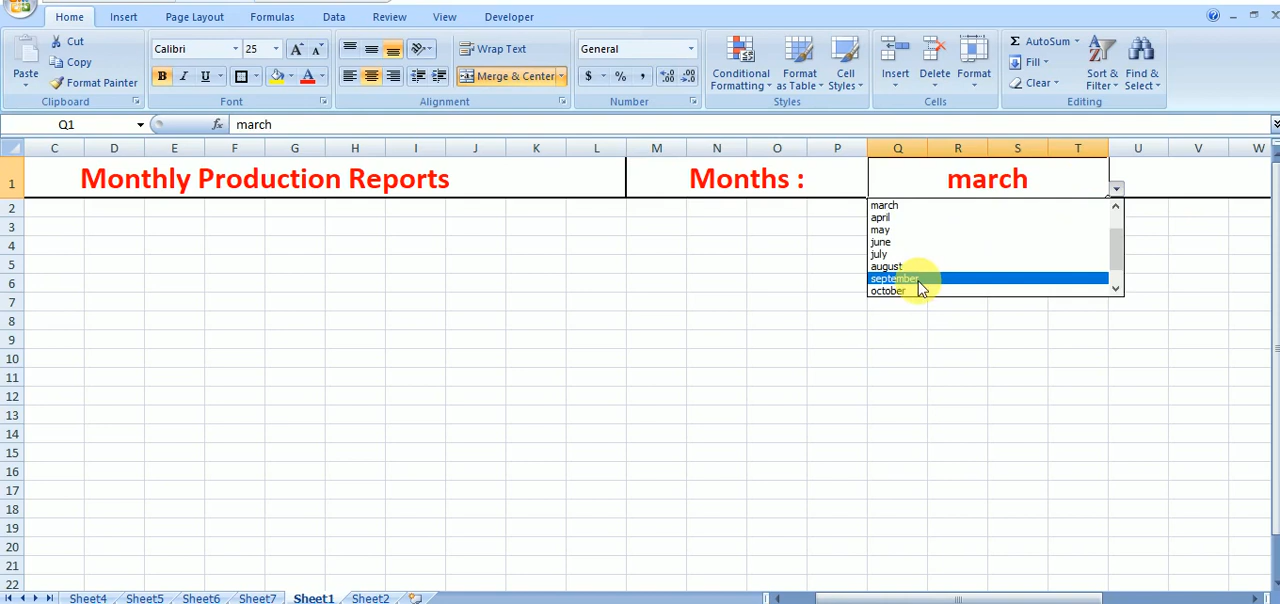 Home Insert Page Layout Formulas Data Review View Developer
Cut Calibri 25 A A Wrap Text General AutoSum
Copy Fill
Paste Format Painter B I U A Merge & Center $ % , Conditional Formatting Format as Table Cell Styles Insert Delete Format Clear Sort & Filter Find & Select
Clipboard Font Alignment Number Styles Cells Editing
Q1 fx march
C D E F G H I J K L M N O P Q R S T U V W
1 Monthly Production Reports Months : march
2 march
3 april
may
4 june
5 july
august
6 september
october
7
8
9
10
11
12
13
14
15
16
17
18
19
20
21
22
Sheet4 Sheet5 Sheet6 Sheet7 Sheet1 Sheet2